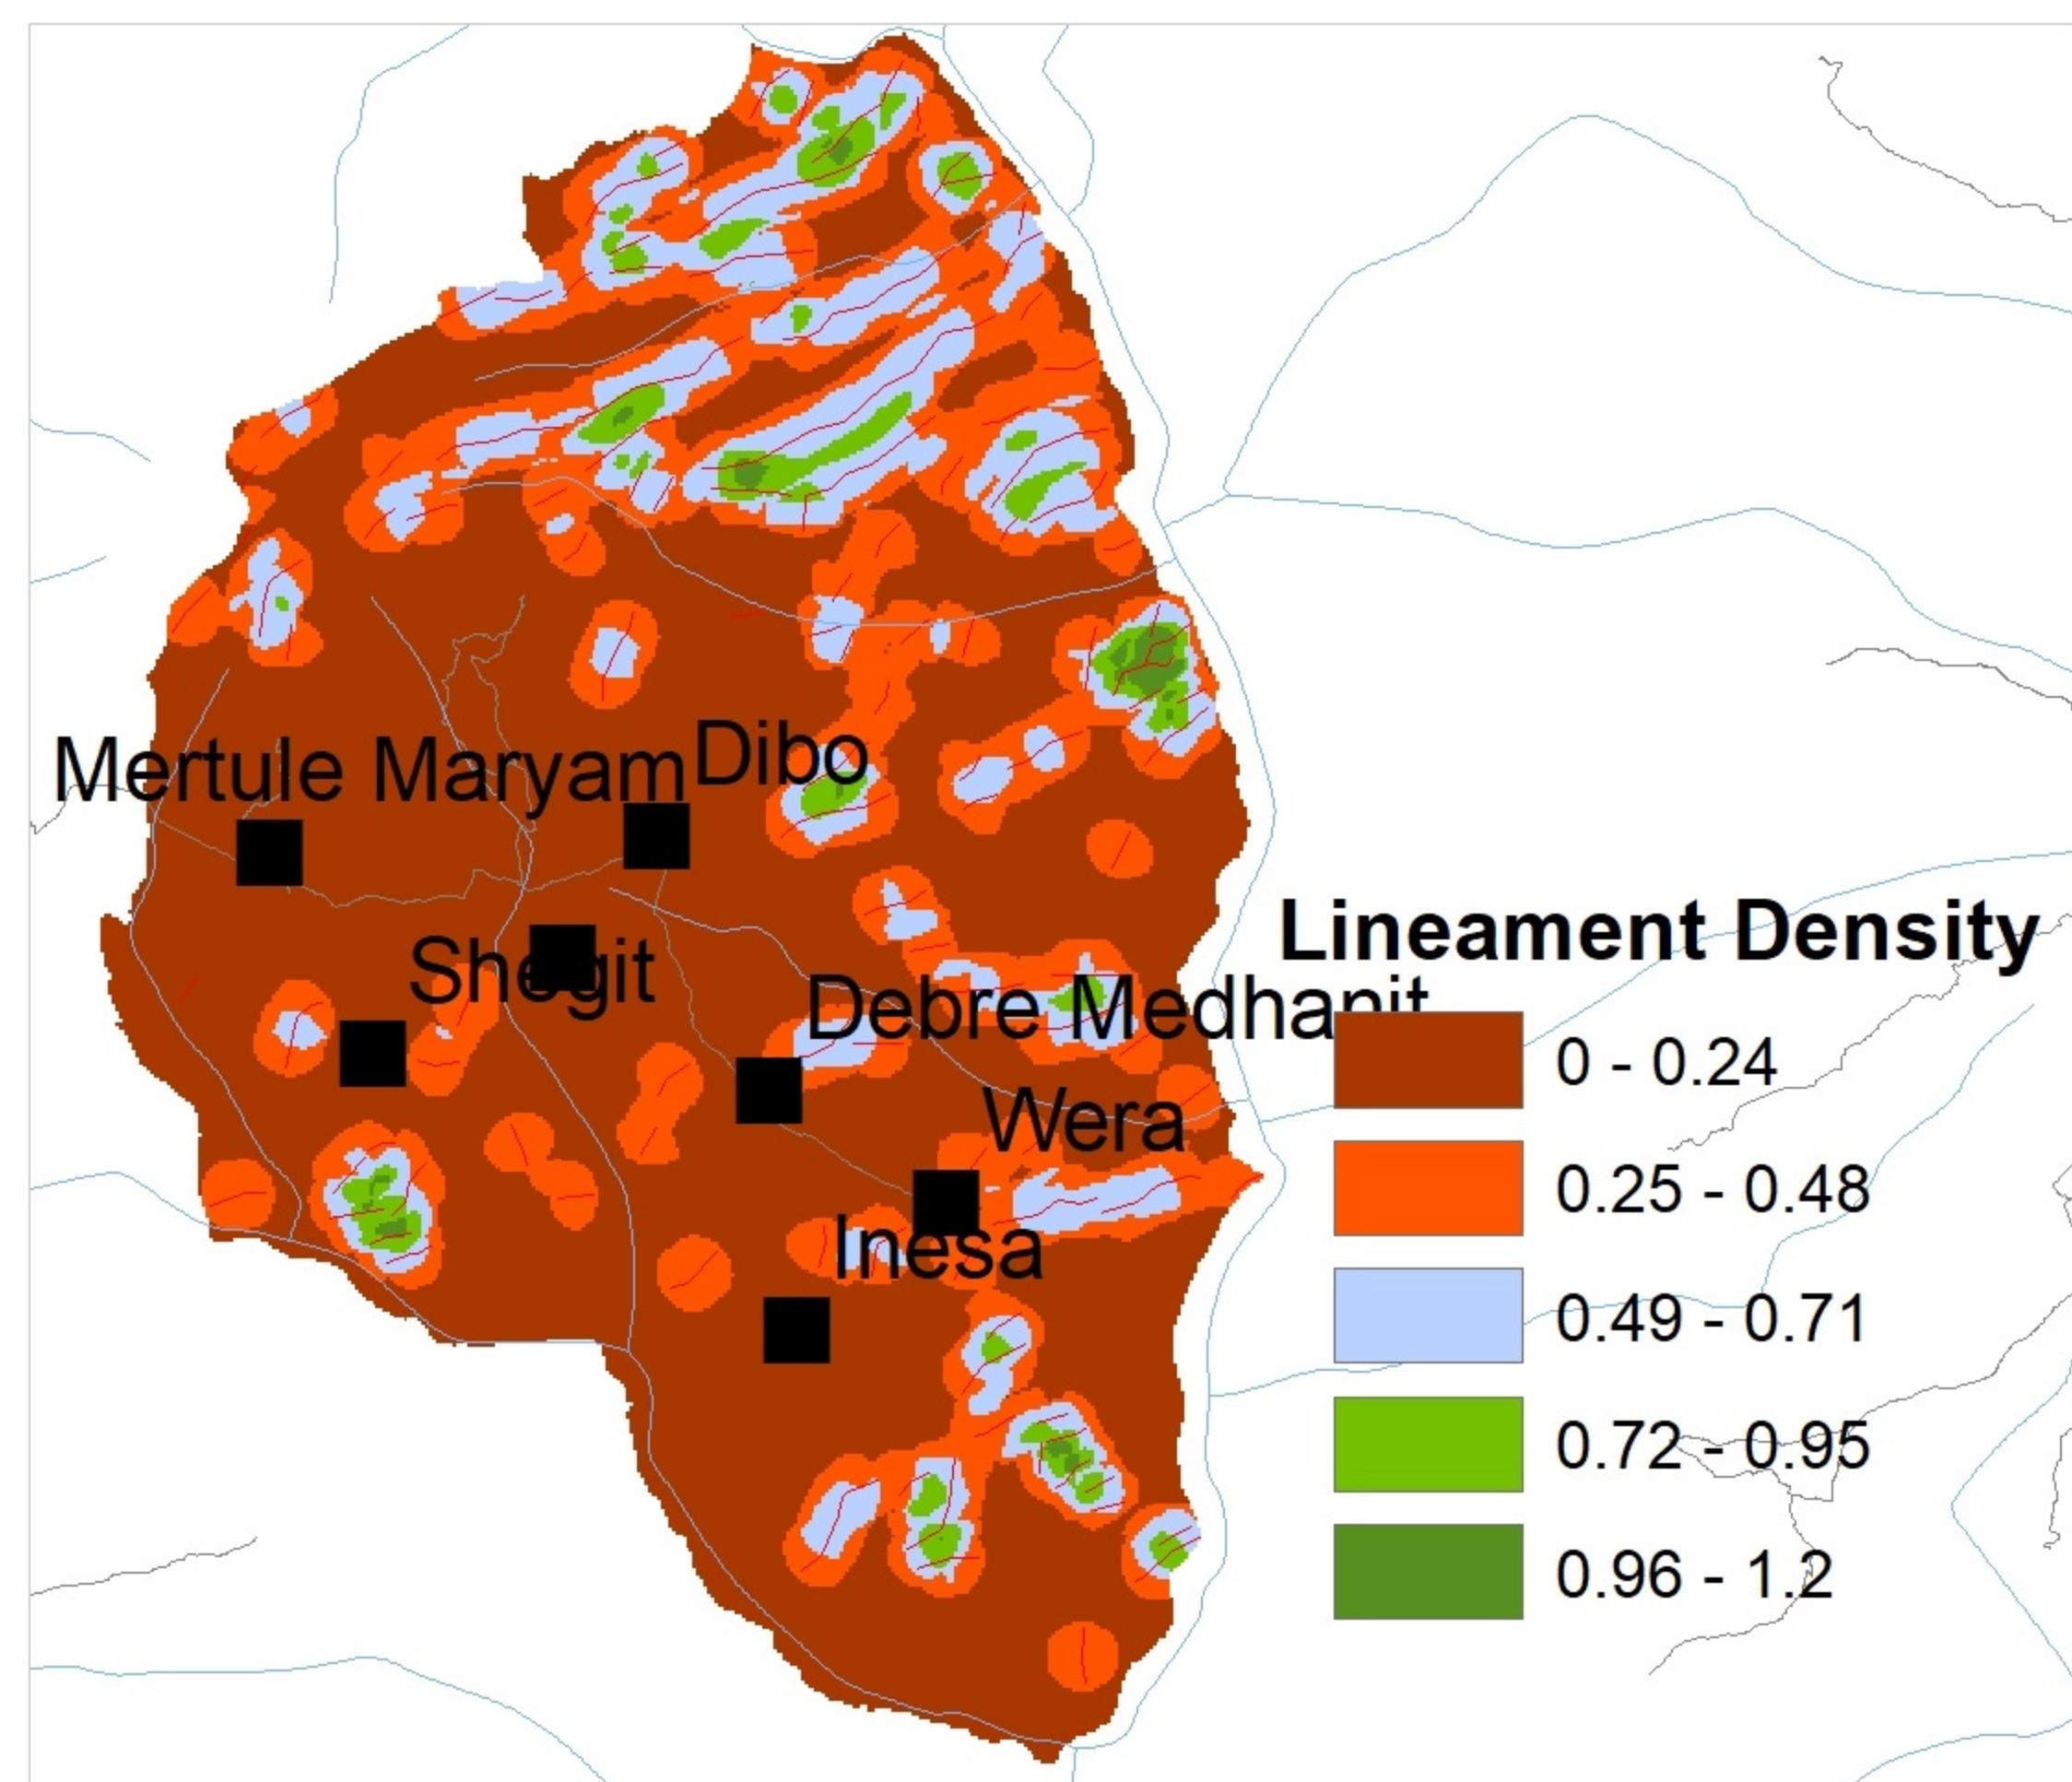 Mertule Maryam
Dibo
Shegit
Debre Medhanit
Wera
Inesa
Lineament Density
0 - 0.24
0.25 - 0.48
0.49 - 0.71
0.72 - 0.95
0.96 - 1.2